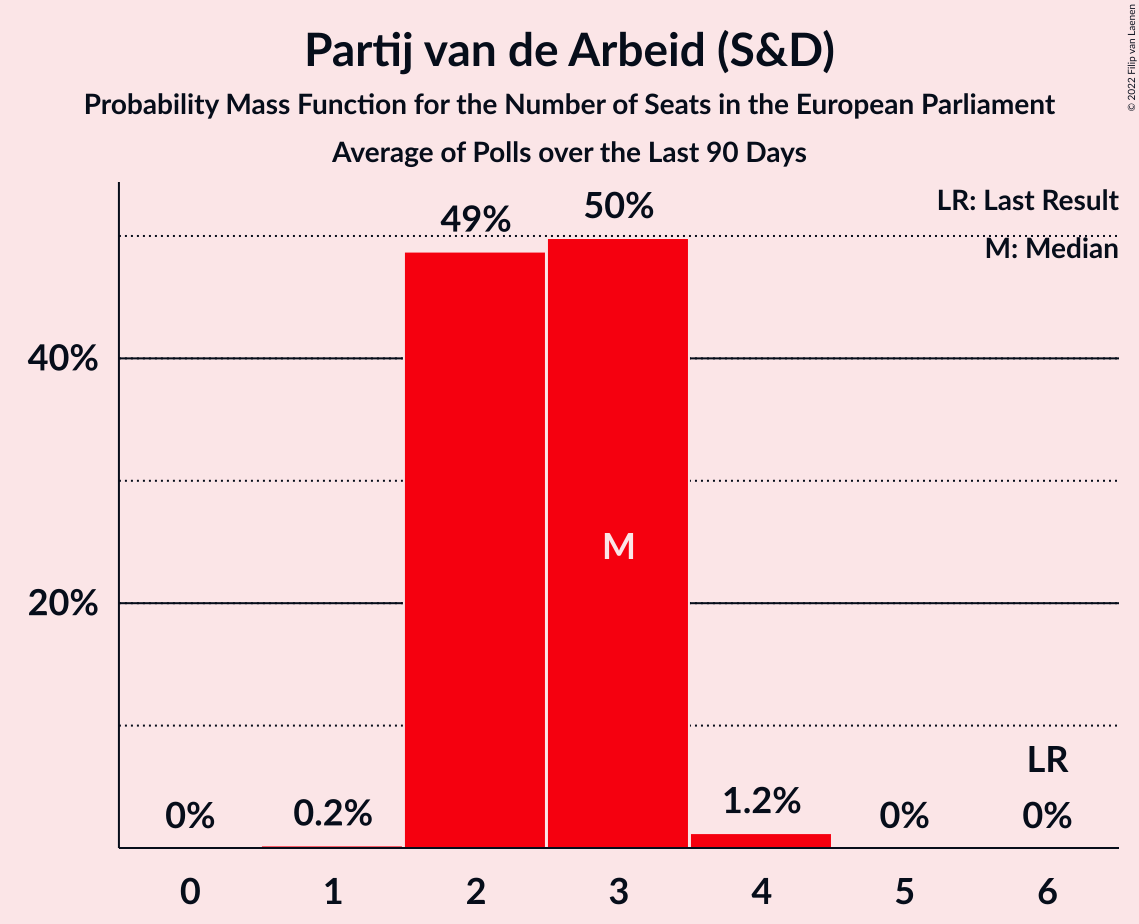 Partij van de Arbeid (S&D)
Probability Mass Function for the Number of Seats in the European Parliament
Average of Polls over the Last 90 Days
© 2022 Filip van Laenen
LR: Last Result
M: Median
49%
50%
40%
M
20%
LR
0%
0.2%
1.2%
0%
0%
0 1 2 3 4 5 6